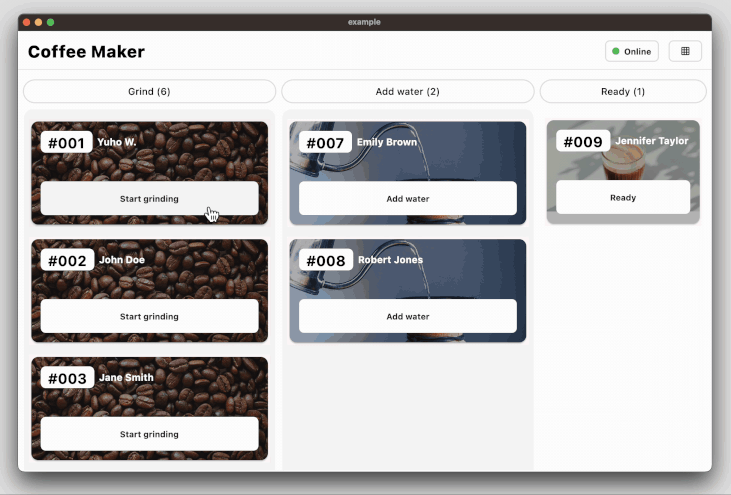 example
Coffee Maker
Online
Grind (6)
Add water (2)
Ready (1)
#001 Yuho W.
Start grinding
#002 John Doe
Start grinding
#003 Jane Smith
Start grinding
#007 Emily Brown
Add water
#008 Robert Jones
Add water
#009 Jennifer Taylor
Ready